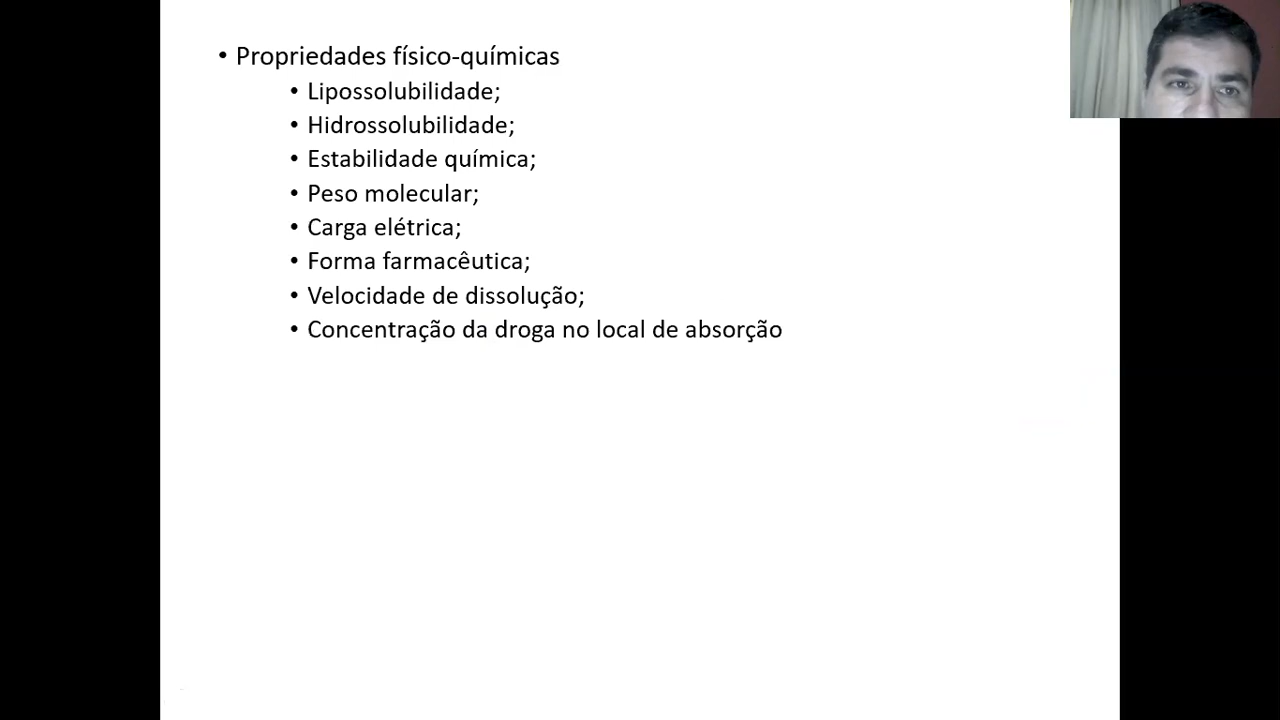 • Propriedades físico-químicas
• Lipossolubilidade;
• Hidrossolubilidade;
• Estabilidade química;
• Peso molecular;
• Carga elétrica;
• Forma farmacêutica;
• Velocidade de dissolução;
• Concentração da droga no local de absorção